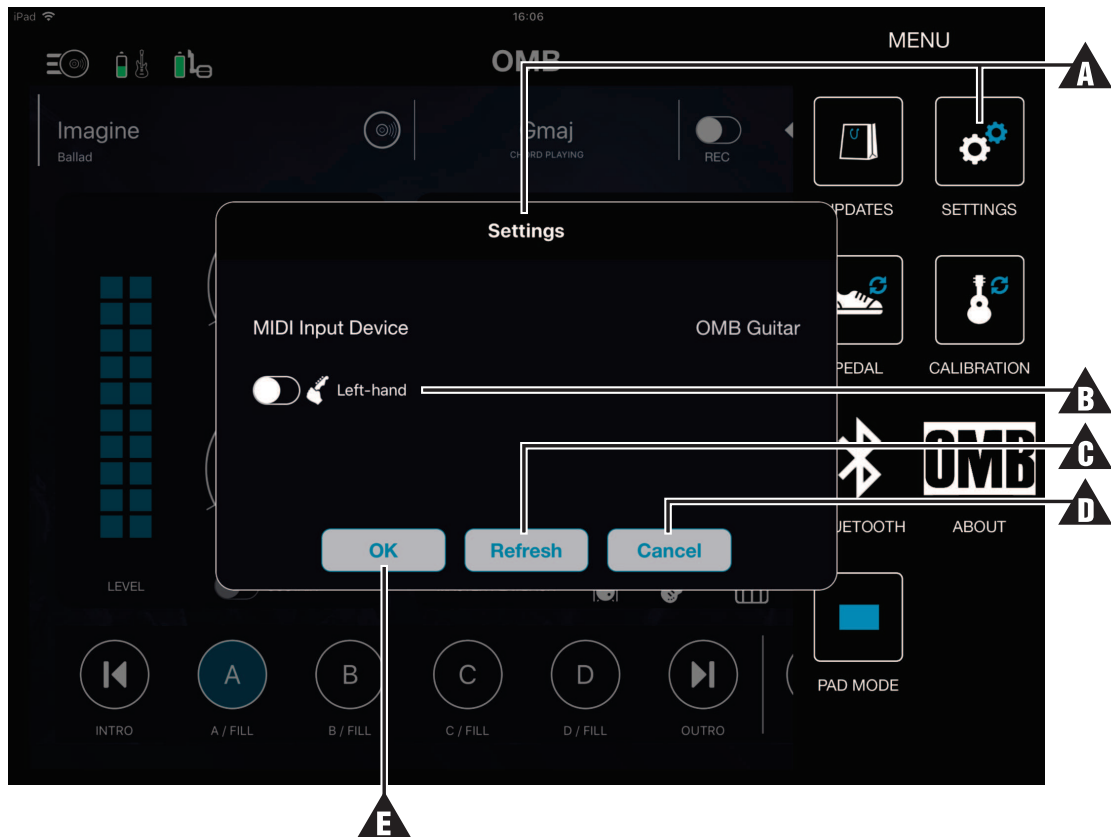 iPad 16:06
OMB
MENU
A
Imagine
Ballad
Gmaj
CHORD PLAYING
REC
UPDATES SETTINGS
Settings
MIDI Input Device OMB Guitar
Left-hand
PEDAL CALIBRATION
B
OMB
C
BLUETOOTH ABOUT
D
OK Refresh Cancel
LEVEL
A B C D
PAD MODE
INTRO A / FILL B / FILL C / FILL D / FILL OUTRO
E